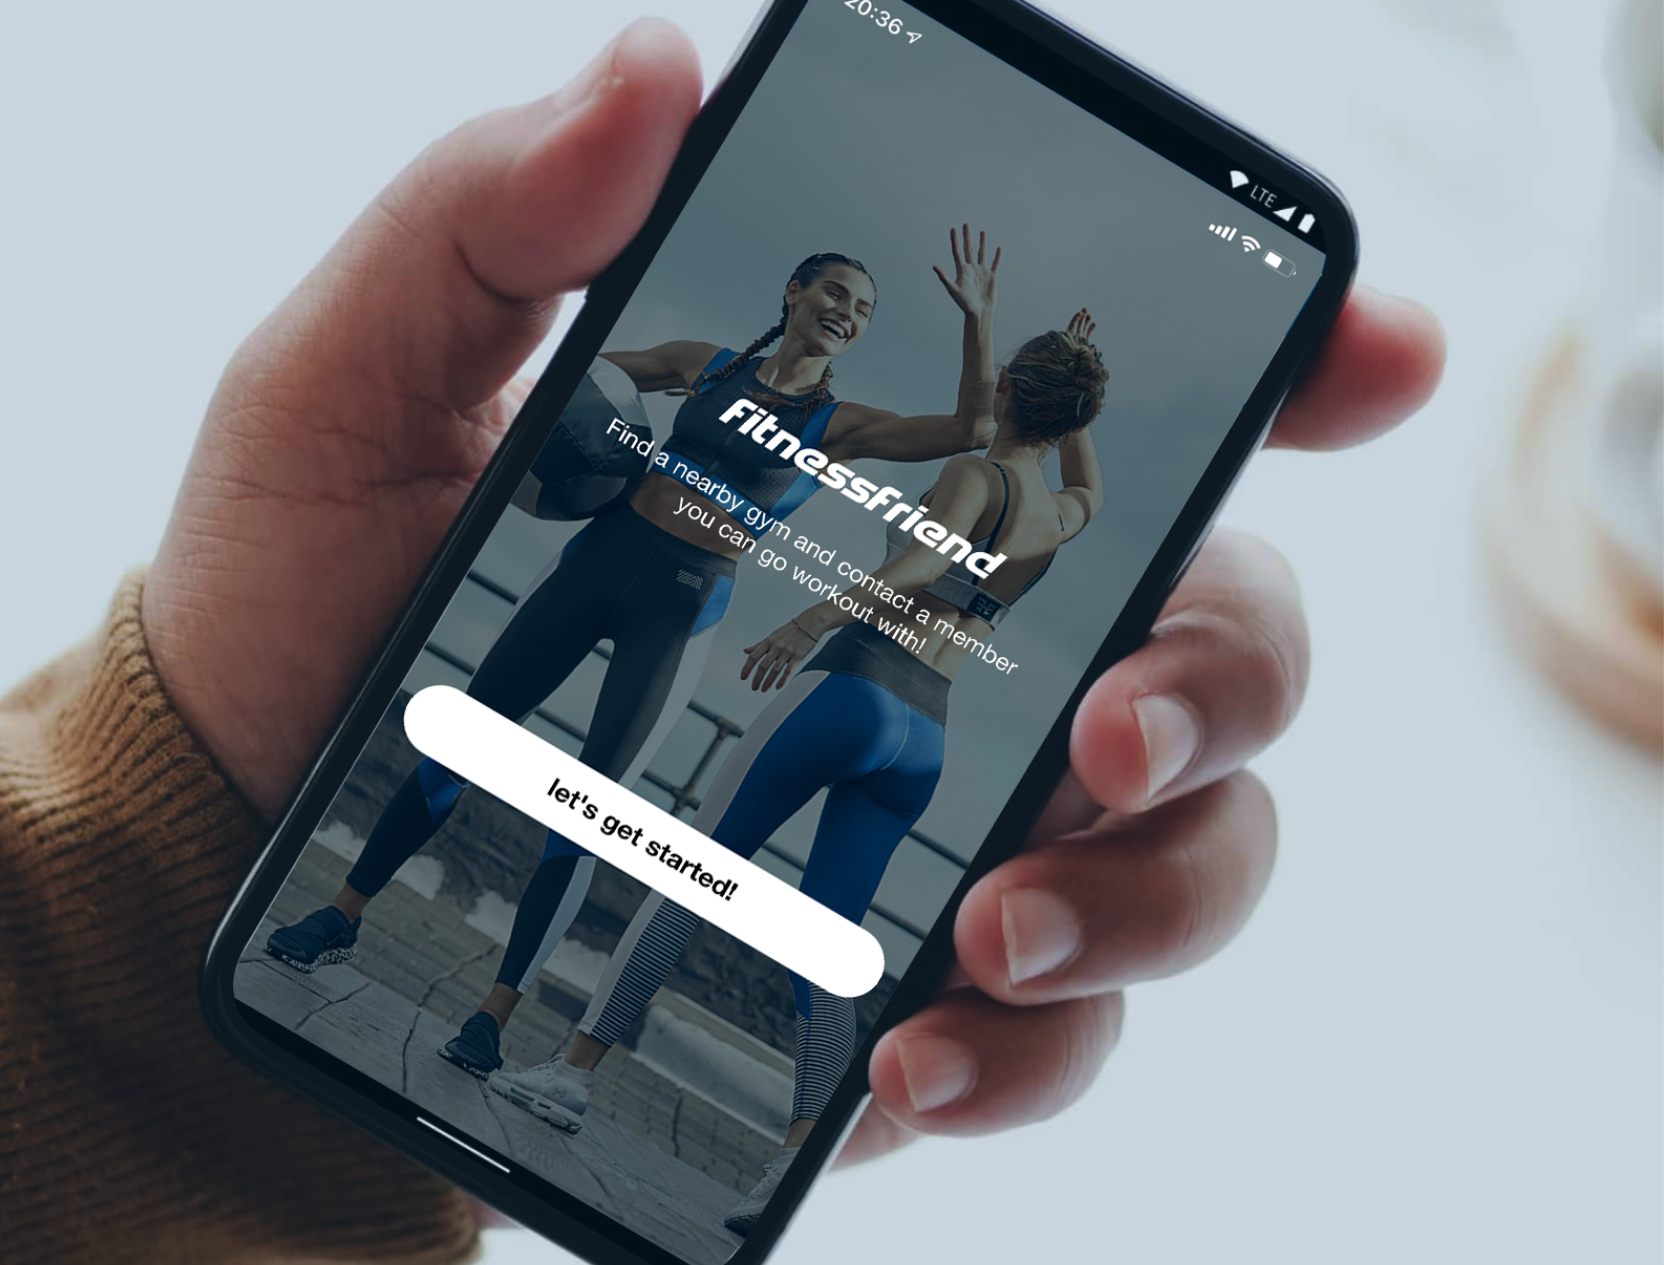 20:36
LTE
fitnessfriend
Find a nearby gym and contact a member
you can go workout with!
let's get started!